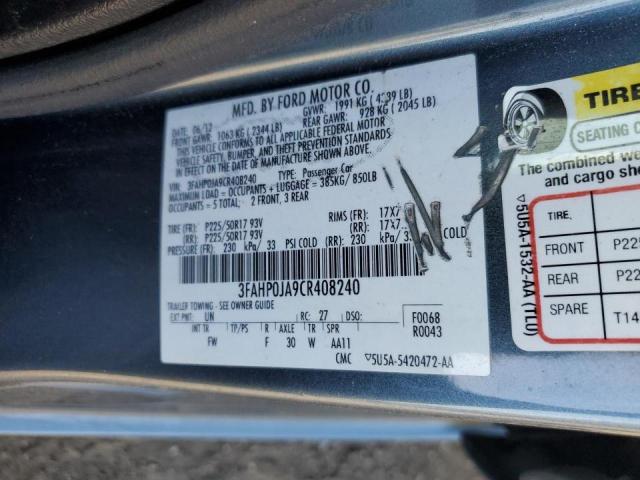 MFD. BY FORD MOTOR CO.
DATE: 06/12 GVWR: 1991 KG ( LB)
FRONT GAWR: 1063 KG (2344 LB) REAR GAWR: 928 KG (2045 LB)
THIS VEHICLE CONFORMS TO ALL APPLICABLE FEDERAL MOTOR
VEHICLE SAFETY, BUMPER, AND THEFT PREVENTION STANDARDS
IN EFFECT ON THE DATE OF MANUFACTURE SHOWN ABOVE.
VIN: 3FAHP0JA9CR408240 TYPE: Passenger Car
MAXIMUM LOAD = OCCUPANTS + LUGGAGE = 385KG/850LB
OCCUPANTS = 5 TOTAL: 2 FRONT, 3 REAR
TIRE (FR): P225/50R17 93V RIMS (FR): 17X7
(RR): P225/50R17 93V (RR):
PRESSURE (FR): 230 kPa/ 33 PSI COLD (RR): 230 kPa/ COLD
3FAHP0JA9CR408240
TRAILER TOWING - SEE OWNER GUIDE
EXT PNT: UN RC: 27 DSO: F0068
INT TR TP/PS R AXLE TR SPR R0043
FW F 30 W AA11
CMC ▽5U5A-5420472-AA
TIRE
SEATING
The combined
and cargo
TIRE,
FRONT P22
REAR P22
SPARE T14
▽5U5A-1532-AA (TLO)